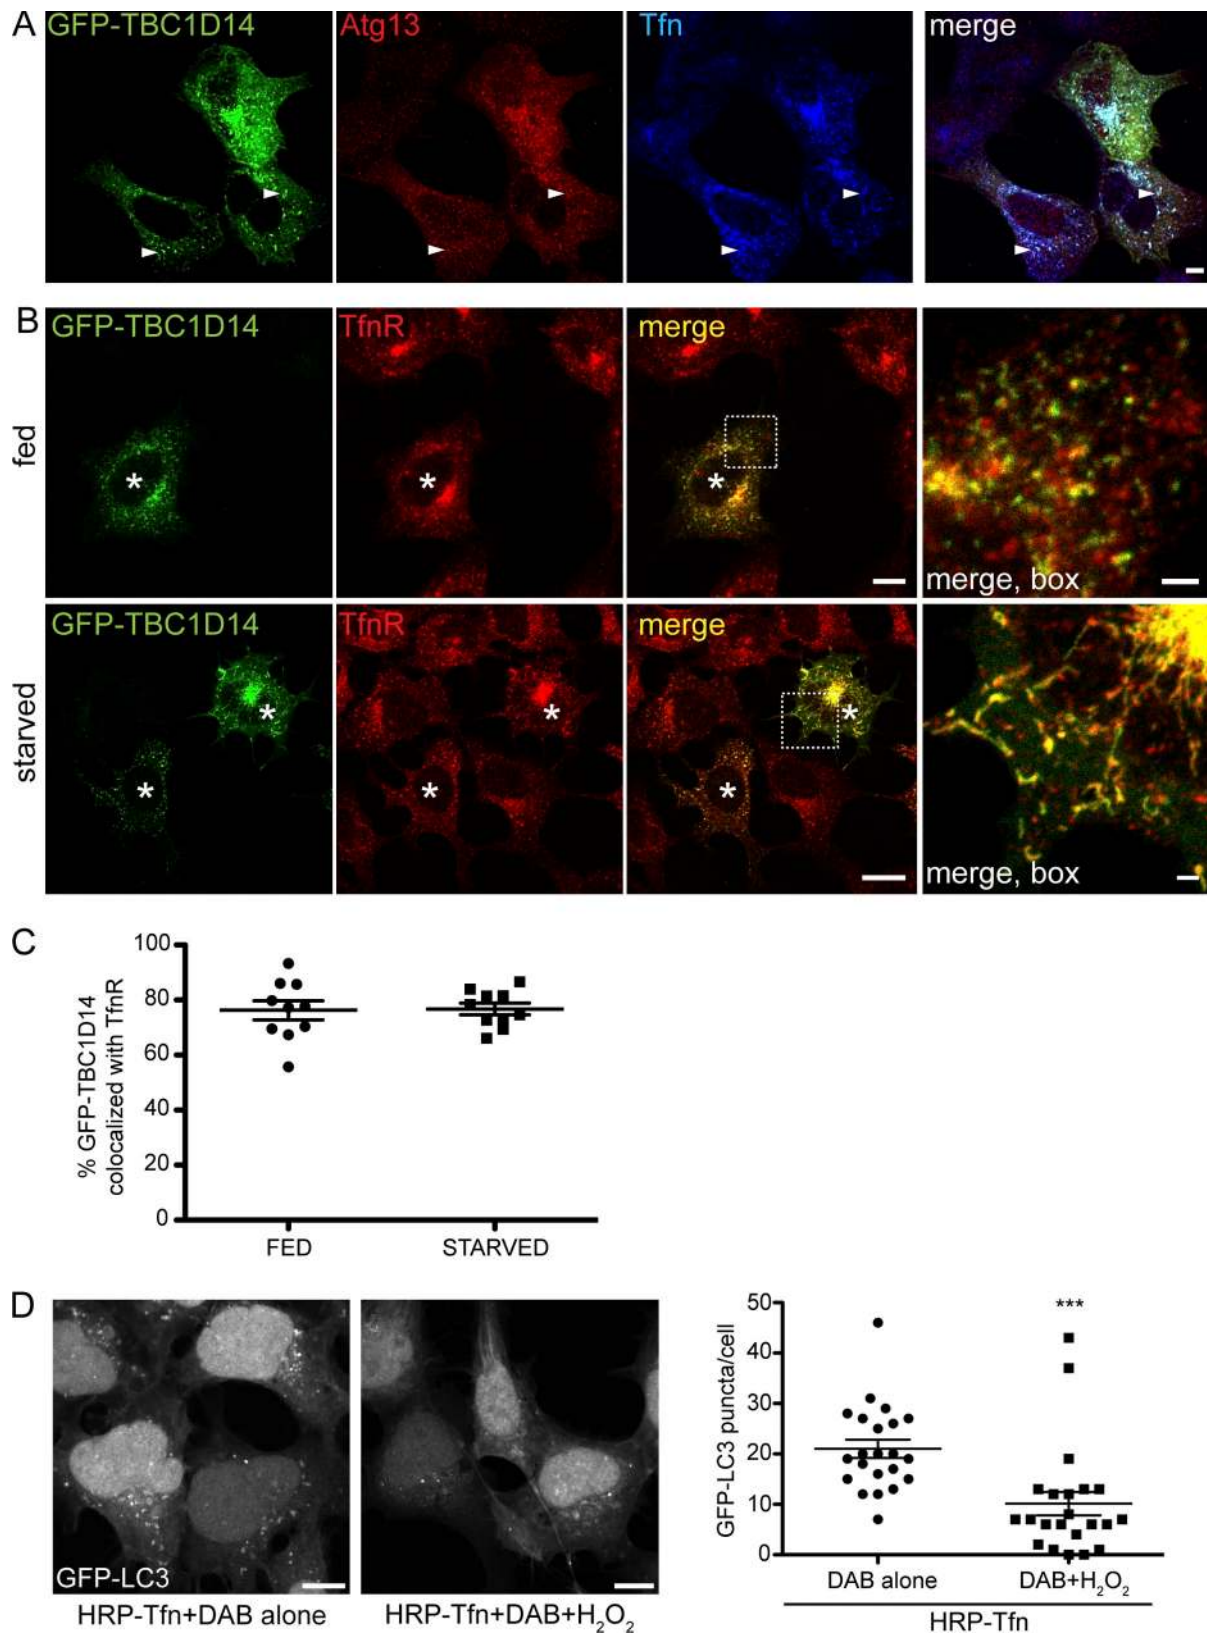 A
GFP-TBC1D14 Atg13 Tfn merge
B
GFP-TBC1D14 TfnR merge
fed
merge, box
GFP-TBC1D14 TfnR merge
starved
merge, box
C
% GFP-TBC1D14
colocalized with TfnR
100
80
60
40
20
0
FED STARVED
D
GFP-LC3
HRP-Tfn+DAB alone HRP-Tfn+DAB+H₂O₂
GFP-LC3 puncta/cell
50
40
30
20
10
0
***
DAB alone DAB+H₂O₂
HRP-Tfn